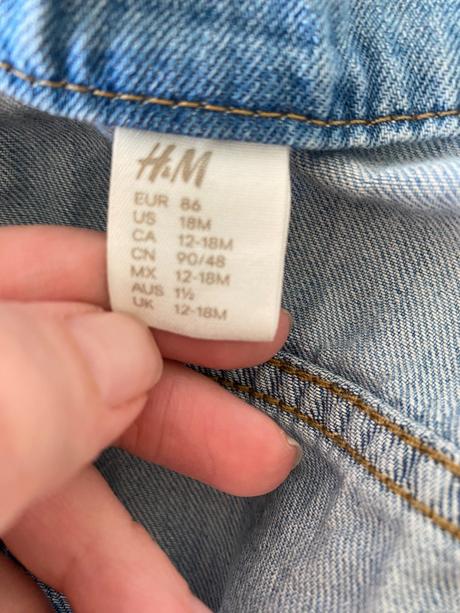 H&M
EUR 86
US 18M
CA 12-18M
CN 90/48
MX 12-18M
AUS 1½
UK 12-18M